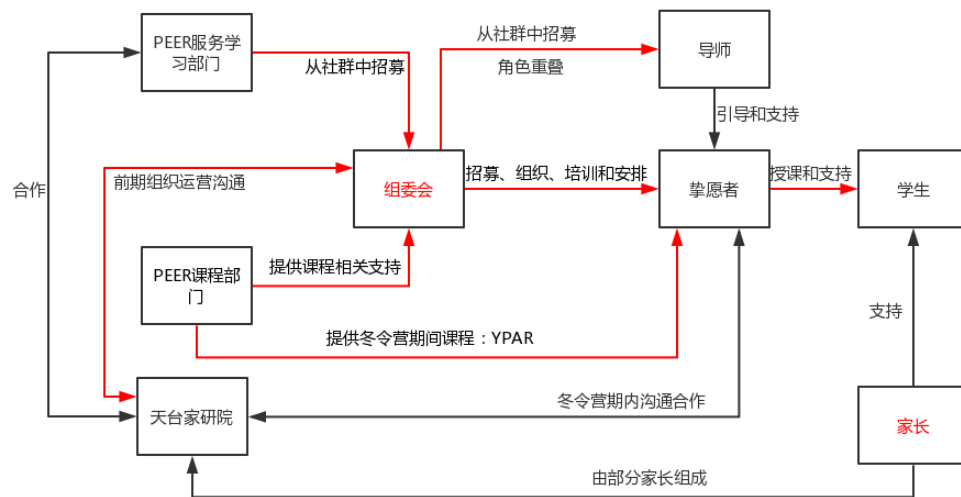 PEER服务学
习部门
从社群中招募
从社群中招募
角色重叠
导师
引导和支持
合作
前期组织运营沟通
组委会
招募、组织、培训和安排
挚愿者
授课和支持
学生
提供课程相关支持
PEER课程部
门
提供冬令营期间课程：YPAR
支持
天台家研院
冬令营期内沟通合作
家长
由部分家长组成